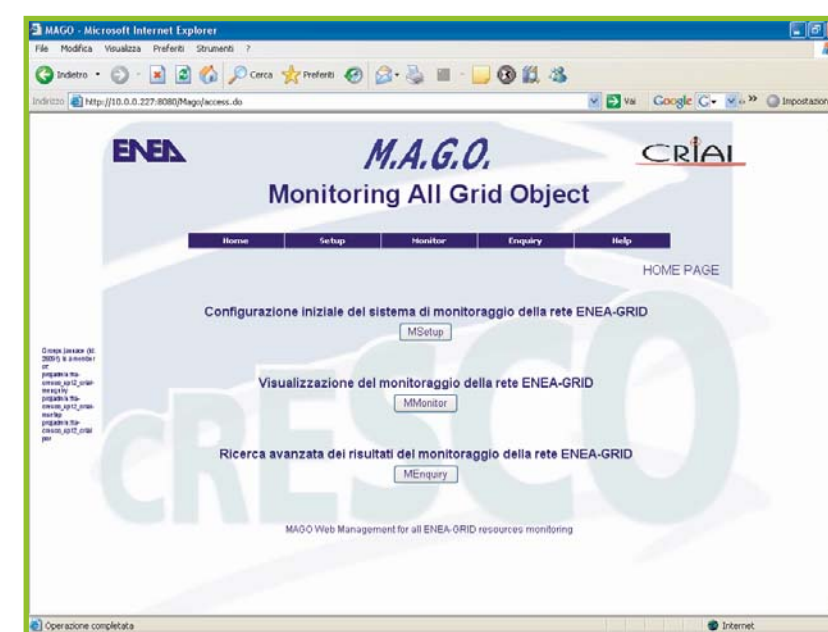 MAGO - Microsoft Internet Explorer
File Modifica Visualizza Preferiti Strumenti ?
Indietro Cerca Preferiti
Indirizzo http://10.0.0.227:8080/Mago/access.do Vai Google G Impostazion
ENEA
M.A.G.O.
CRIAI
Monitoring All Grid Object
Home Setup Monitor Enquiry Help
HOME PAGE
Configurazione iniziale del sistema di monitoraggio della rete ENEA-GRID
MSetup
Visualizzazione del monitoraggio della rete ENEA-GRID
MMonitor
Ricerca avanzata dei risultati del monitoraggio della rete ENEA-GRID
MEnquiry
CRESCO
MAGO Web Management for all ENEA-GRID resources monitoring
Operazione completata Internet